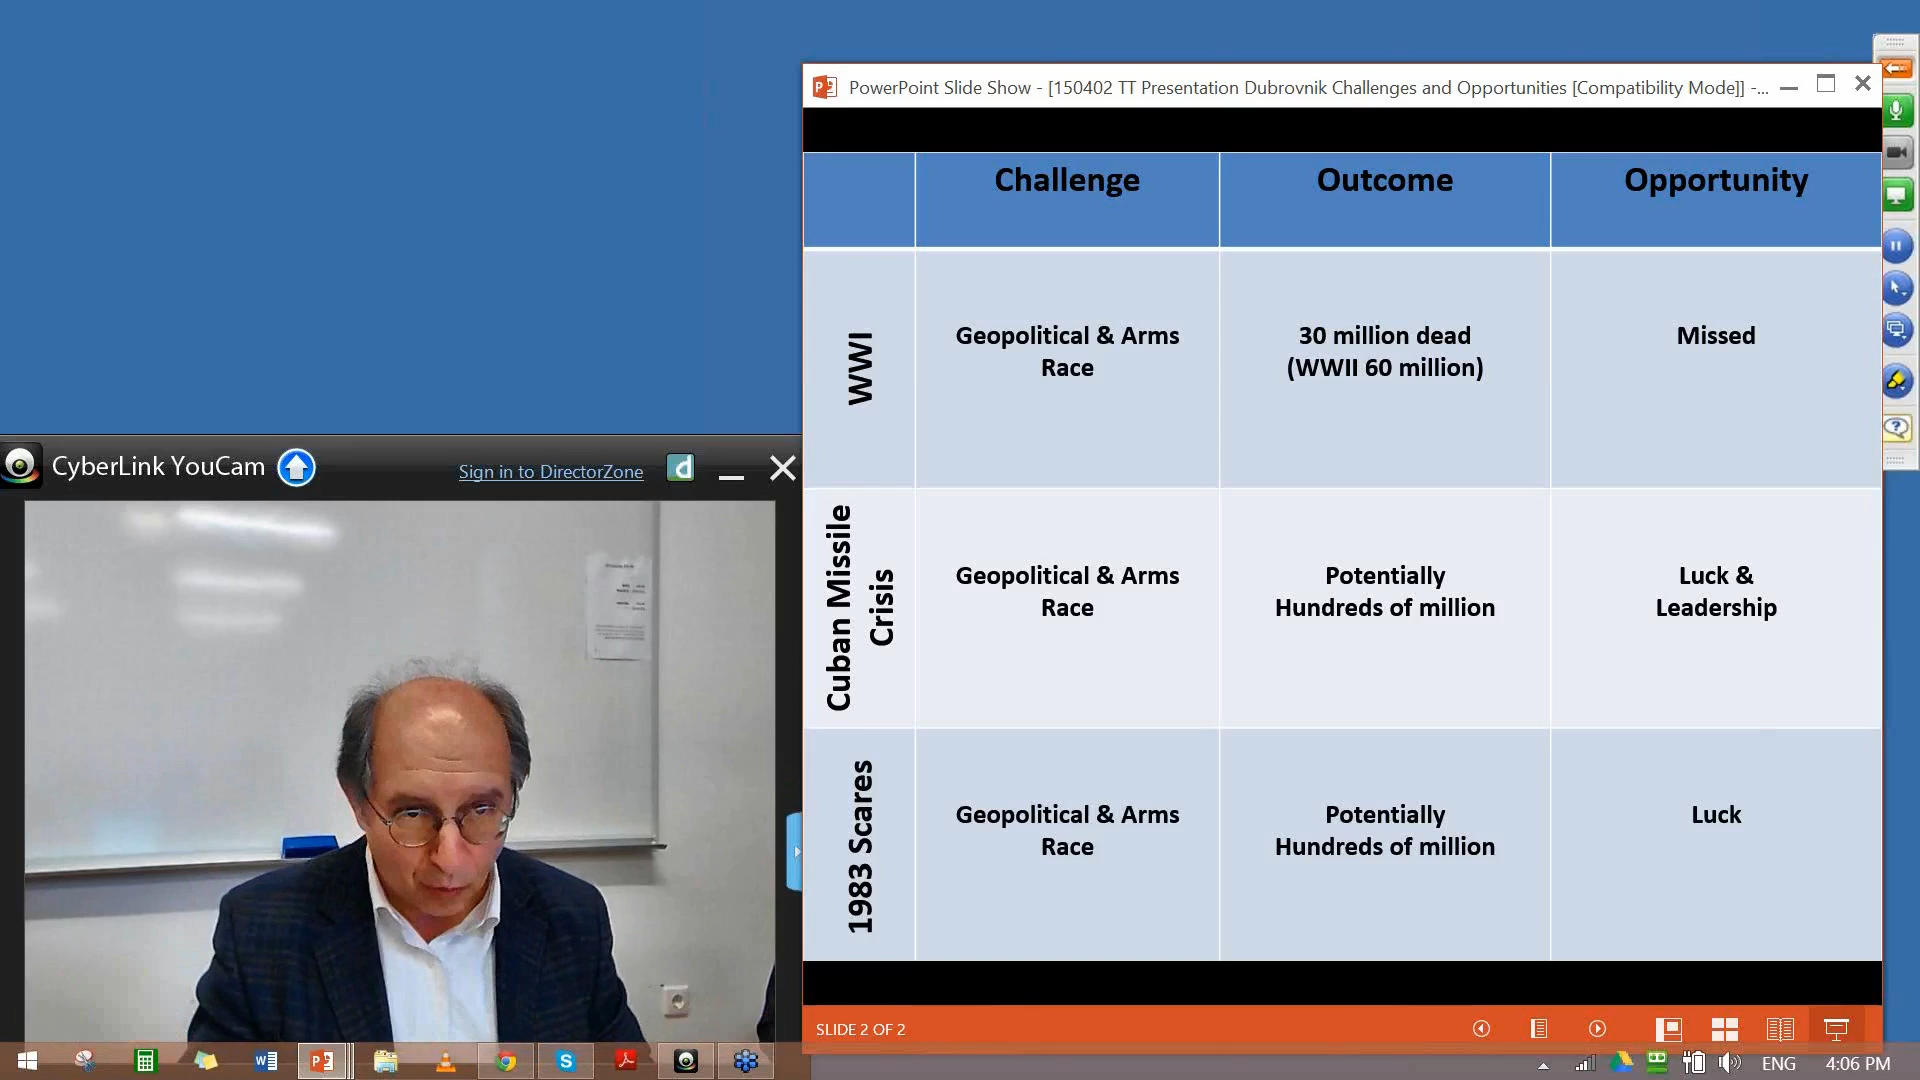 PowerPoint Slide Show - [150402 TT Presentation Dubrovnik Challenges and Opportunities [Compatibility Mode]] -...
Challenge
Outcome
Opportunity
WWI
Geopolitical & Arms
Race
30 million dead
(WWII 60 million)
Missed
Cuban Missile
Crisis
Geopolitical & Arms
Race
Potentially
Hundreds of million
Luck &
Leadership
1983 Scares
Geopolitical & Arms
Race
Potentially
Hundreds of million
Luck
SLIDE 2 OF 2
CyberLink YouCam
Sign in to DirectorZone
ENG
4:06 PM